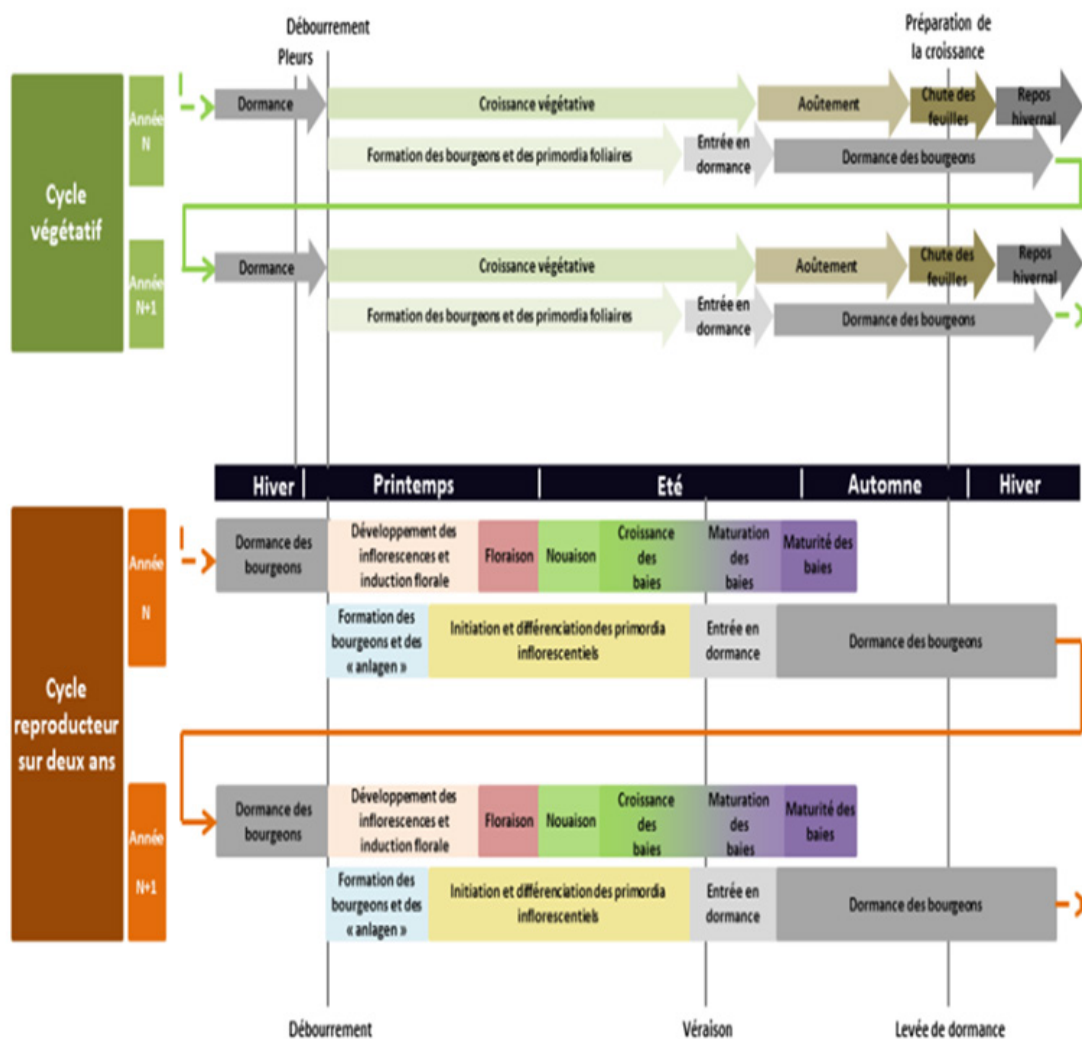 Débourrement
Pleurs
Préparation de
la croissance
Cycle
végétatif
Année
N
Dormance
Croissance végétative
Aoûtement
Chute des
feuilles
Repos
hivernal
Formation des bourgeons et des primordia foliaires
Entrée en
dormance
Dormance des bourgeons
Année
N+1
Dormance
Croissance végétative
Aoûtement
Chute des
feuilles
Repos
hivernal
Formation des bourgeons et des primordia foliaires
Entrée en
dormance
Dormance des bourgeons
Hiver
Printemps
Eté
Automne
Hiver
Cycle
reproducteur
sur deux ans
Année
N
Dormance des
bourgeons
Développement des
inflorescences et
induction florale
Floraison
Nouaison
Croissance
des
baies
Maturation
des
baies
Maturité des
baies
Formation des
bourgeons et des
« anlagen »
Initiation et différenciation des primordia
inflorescentiels
Entrée en
dormance
Dormance des bourgeons
Année
N+1
Dormance des
bourgeons
Développement des
inflorescences et
induction florale
Floraison
Nouaison
Croissance
des
baies
Maturation
des
baies
Maturité des
baies
Formation des
bourgeons et des
« anlagen »
Initiation et différenciation des primordia
inflorescentiels
Entrée en
dormance
Dormance des bourgeons
Débourrement
Véraison
Levée de dormance